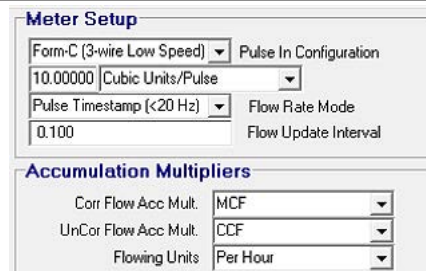 Meter Setup
Form-C (3-wire Low Speed) Pulse In Configuration
10.00000 Cubic Units/Pulse
Pulse Timestamp (<20 Hz) Flow Rate Mode
0.100 Flow Update Interval
Accumulation Multipliers
Corr Flow Acc Mult. MCF
UnCor Flow Acc Mult. CCF
Flowing Units Per Hour